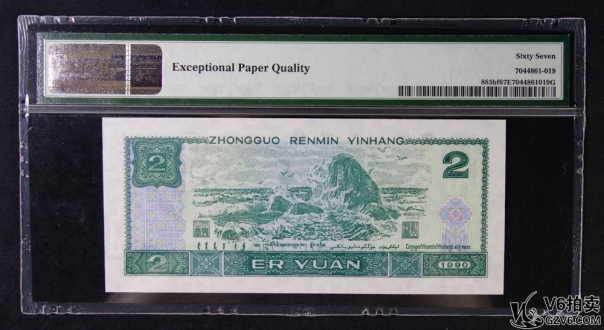 Exceptional Paper Quality
Sixty Seven
7044861-019
885bf67E7044861019G
ZHONGGUO RENMIN YINHANG
2
2
2
ER YUAN
1990
V6拍卖
GZV6.COM